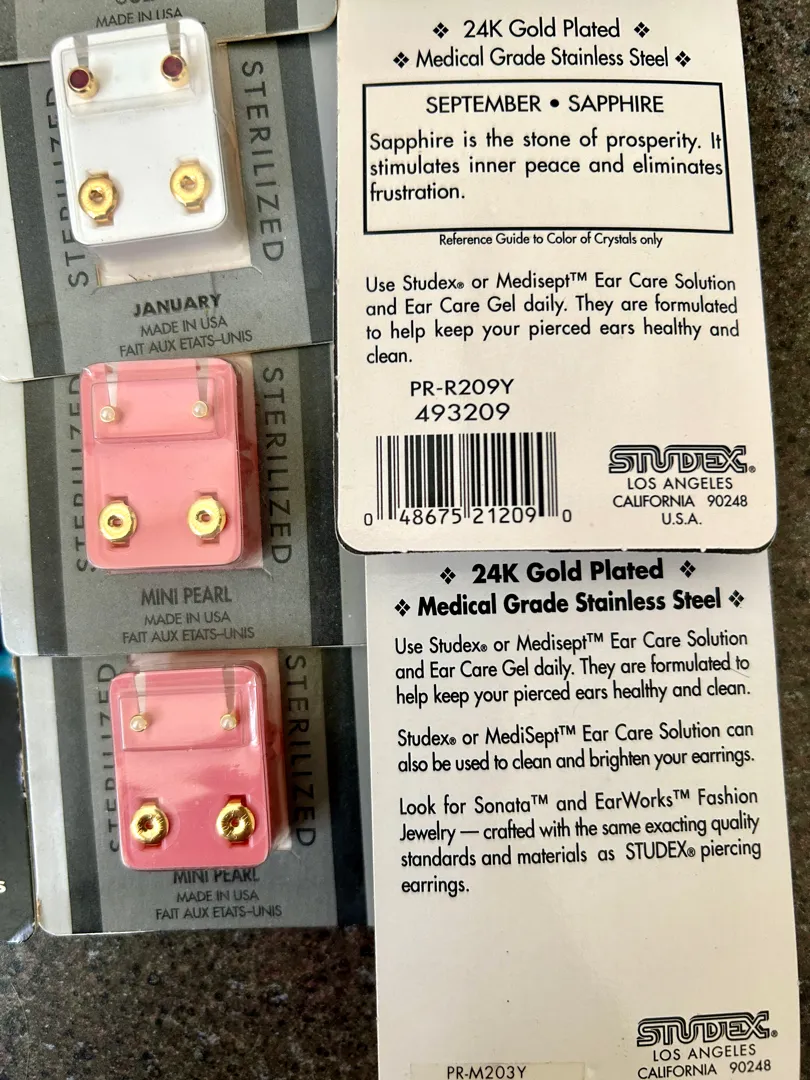 MADE IN USA
STERILIZED
STERILIZED
JANUARY
MADE IN USA
FAIT AUX ETATS–UNIS
STERILIZED
STERILIZED
MINI PEARL
MADE IN USA
FAIT AUX ETATS–UNIS
STERILIZED
STERILIZED
MINI PEARL
MADE IN USA
FAIT AUX ETATS–UNIS
❖ 24K Gold Plated ❖
❖ Medical Grade Stainless Steel ❖
SEPTEMBER • SAPPHIRE
Sapphire is the stone of prosperity. It
stimulates inner peace and eliminates
frustration.
Reference Guide to Color of Crystals only
Use Studex® or Medisept™ Ear Care Solution
and Ear Care Gel daily. They are formulated
to help keep your pierced ears healthy and
clean.
PR-R209Y
493209
0 48675 21209 0
STUDEX®
LOS ANGELES
CALIFORNIA 90248
U.S.A.
❖ 24K Gold Plated ❖
❖ Medical Grade Stainless Steel ❖
Use Studex® or Medisept™ Ear Care Solution
and Ear Care Gel daily. They are formulated to
help keep your pierced ears healthy and clean.
Studex® or MediSept™ Ear Care Solution can
also be used to clean and brighten your earrings.
Look for Sonata™ and EarWorks™ Fashion
Jewelry — crafted with the same exacting quality
standards and materials as STUDEX® piercing
earrings.
STUDEX®
LOS ANGELES
CALIFORNIA 90248
PR-M203Y